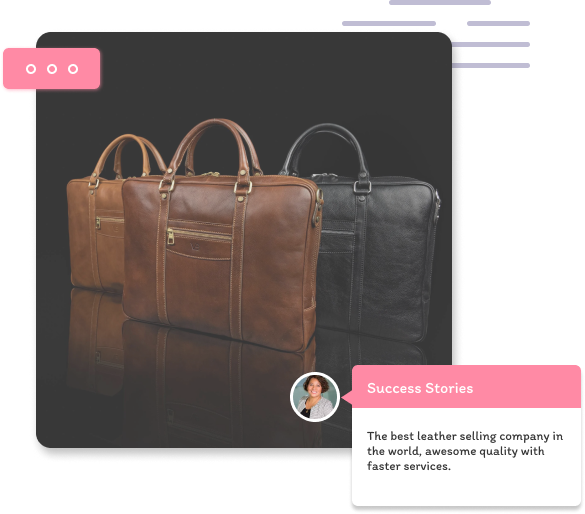 Success Stories
The best leather selling company in
the world, awesome quality with
faster services.